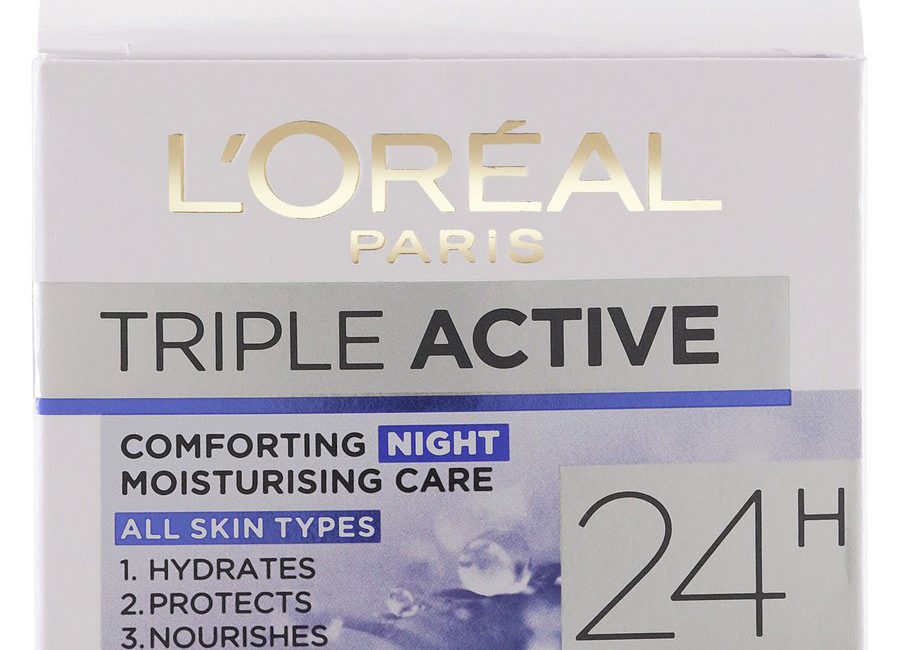 L'ORÉAL
PARiS
TRIPLE ACTIVE
COMFORTING NIGHT
MOISTURISING CARE
ALL SKIN TYPES
1. HYDRATES
2. PROTECTS
3. NOURISHES
24H